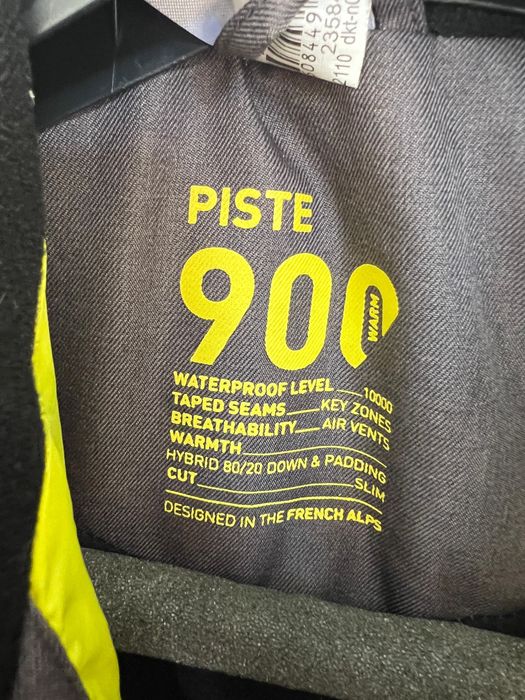 PISTE
900
WARM
WATERPROOF LEVEL 10000
TAPED SEAMS KEY ZONES
BREATHABILITY AIR VENTS
WARMTH
HYBRID 80/20 DOWN & PADDING
CUT SLIM
DESIGNED IN THE FRENCH ALPS